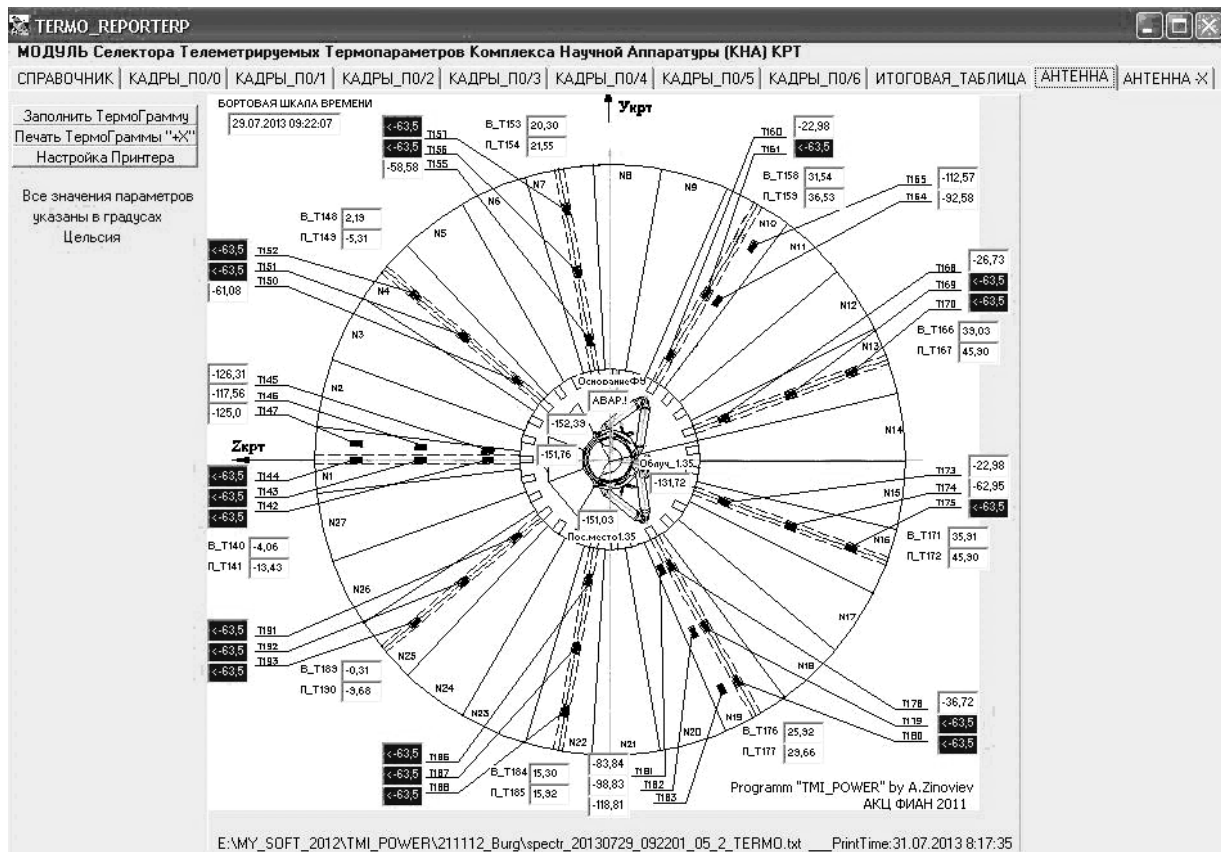 TERMO_REPORTERP
МОДУЛЬ Селектора Телеметрируемых Термопараметров Комплекса Научной Аппаратуры (КНА) КРТ
СПРАВОЧНИК КАДРЫ_П0/0 КАДРЫ_П0/1 КАДРЫ_П0/2 КАДРЫ_П0/3 КАДРЫ_П0/4 КАДРЫ_П0/5 КАДРЫ_П0/6 ИТОГОВАЯ_ТАБЛИЦА АНТЕННА АНТЕННА -X
Заполнить ТермоГрамму
Печать ТермоГраммы "+X"
Настройка Принтера
Все значения параметров
указаны в градусах
Цельсия
БОРТОВАЯ ШКАЛА ВРЕМЕНИ
29.07.2013 09:22:07
Yкрт
<-63,5 T157
<-63,5 T156
-58,58 T155
В_T153 20,30
П_T154 21,55
T160 -22,98
T161 <-63,5
В_T158 31,54
П_T159 36,53
T165 -112,57
T164 -92,58
В_T148 2,19
П_T149 -5,31
<-63,5 T152
<-63,5 T151
-61,08 T150
T168 -26,73
T169 <-63,5
T170 <-63,5
В_T166 39,03
П_T167 45,90
-126,31 T145
-117,56 T146
-125,0 T147
Zкрт
<-63,5 T144
<-63,5 T143
<-63,5 T142
В_T140 -4,06
П_T141 -13,43
N1
N2
N3
N4
N5
N6
N7
N8
N9
N10
N11
N12
N13
N14
N15
N16
N17
N18
N19
N20
N21
N22
N23
N24
N25
N26
N27
ОснованиеФУ
АВАР.!
-152,39
-151,76
Облуч_1.35
-131,72
-151,03
Пос.место1.35
T173 -22,98
T174 -62,95
T175 <-63,5
В_T171 35,91
П_T172 45,90
<-63,5 T191
<-63,5 T192
<-63,5 T193
В_T189 -0,31
П_T190 -9,68
T178 -36,72
T179 <-63,5
T180 <-63,5
В_T176 25,92
П_T177 29,66
<-63,5 T186
<-63,5 T187
<-63,5 T188
В_T184 15,30
П_T185 15,92
-83,84 T181
-98,83 T182
-118,81 T183
Programm "TMI_POWER" by A.Zinoviev
АКЦ ФИАН 2011
E:\MY_SOFT_2012\TMI_POWER\211112_Burg\spectr_20130729_092201_05_2_TERMO.txt ___PrintTime:31.07.2013 8:17:35